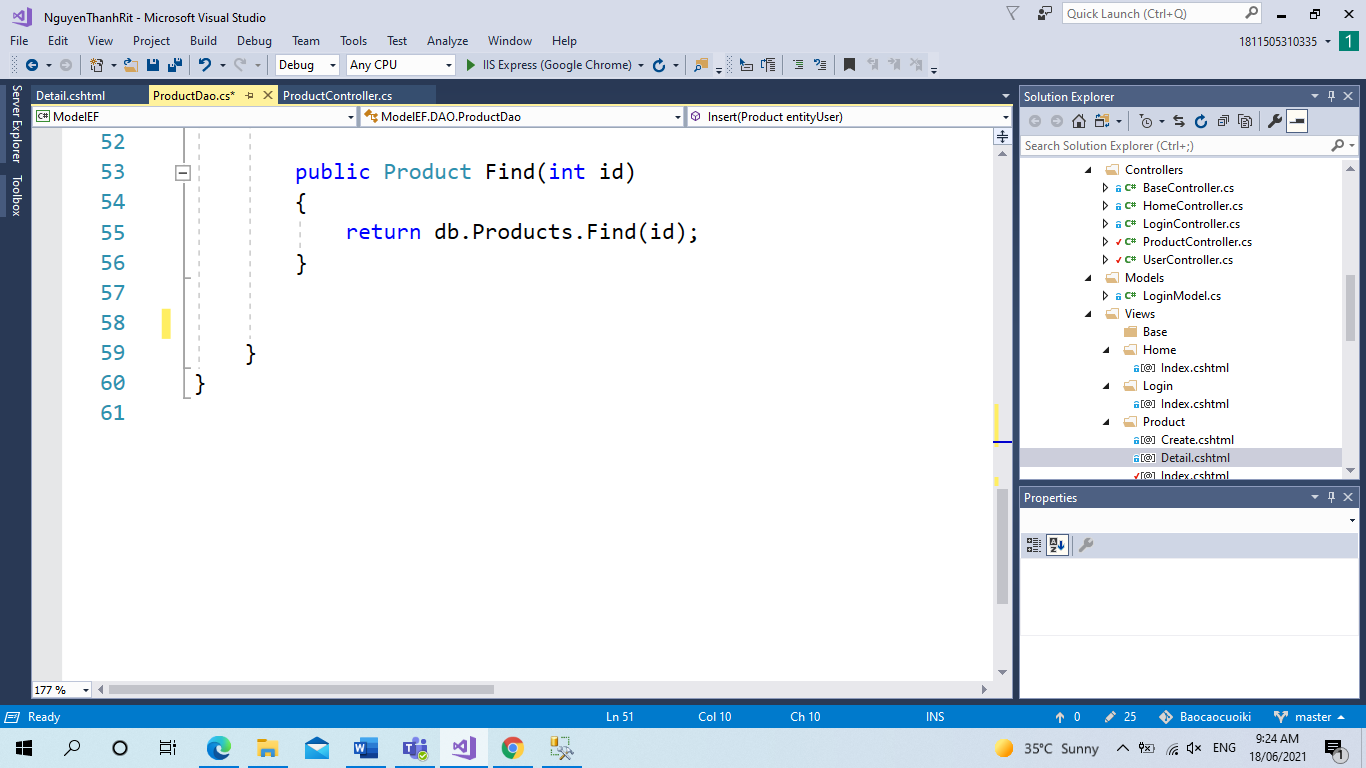 NguyenThanhRit - Microsoft Visual Studio
Quick Launch (Ctrl+Q)
File Edit View Project Build Debug Team Tools Test Analyze Window Help
1811505310335 1
Debug Any CPU IIS Express (Google Chrome)
Server Explorer
Toolbox
Detail.cshtml ProductDao.cs* ProductController.cs
C# ModelEF ModelEF.DAO.ProductDao Insert(Product entityUser)
52
53 public Product Find(int id)
54 {
55 return db.Products.Find(id);
56 }
57
58
59 }
60 }
61
177 %
Solution Explorer
Search Solution Explorer (Ctrl+;)
Controllers
C# BaseController.cs
C# HomeController.cs
C# LoginController.cs
C# ProductController.cs
C# UserController.cs
Models
C# LoginModel.cs
Views
Base
Home
[@] Index.cshtml
Login
[@] Index.cshtml
Product
[@] Create.cshtml
[@] Detail.cshtml
[@] Index.cshtml
Properties
Ready Ln 51 Col 10 Ch 10 INS 0 25 Baocaocuoiki master
35°C Sunny ENG 9:24 AM
18/06/2021 1